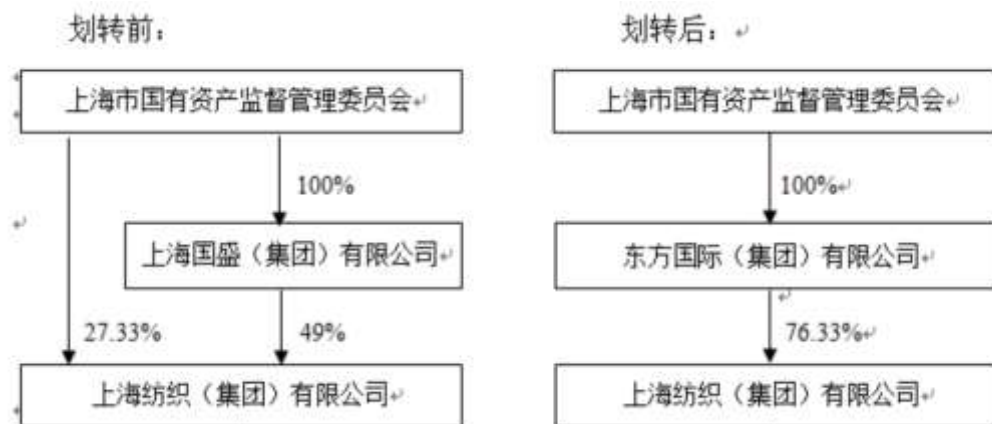 划转前：
上海市国有资产监督管理委员会
100%
上海国盛（集团）有限公司
27.33%
49%
上海纺织（集团）有限公司
划转后：
上海市国有资产监督管理委员会
100%
东方国际（集团）有限公司
76.33%
上海纺织（集团）有限公司